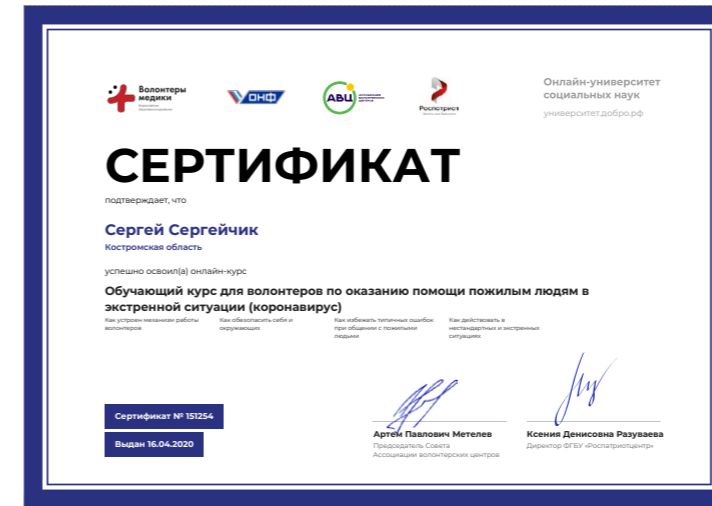 Волонтеры
медики
ОНФ
АВЦ
Роспатриот
Онлайн-университет
социальных наук
университет.добро.рф
СЕРТИФИКАТ
подтверждает, что
Сергей Сергейчик
Костромская область
успешно освоил(а) онлайн-курс
Обучающий курс для волонтеров по оказанию помощи пожилым людям в
экстренной ситуации (коронавирус)
Как устроен механизм работы
волонтеров
Как обезопасить себя и
окружающих
Как избежать типичных ошибок
при общении с пожилыми
людьми
Как действовать в
нестандартных и экстренных
ситуациях
Сертификат № 151254
Выдан 16.04.2020
Артем Павлович Метелев
Председатель Совета
Ассоциации волонтерских центров
Ксения Денисовна Разуваева
Директор ФГБУ «Роспатриотцентр»